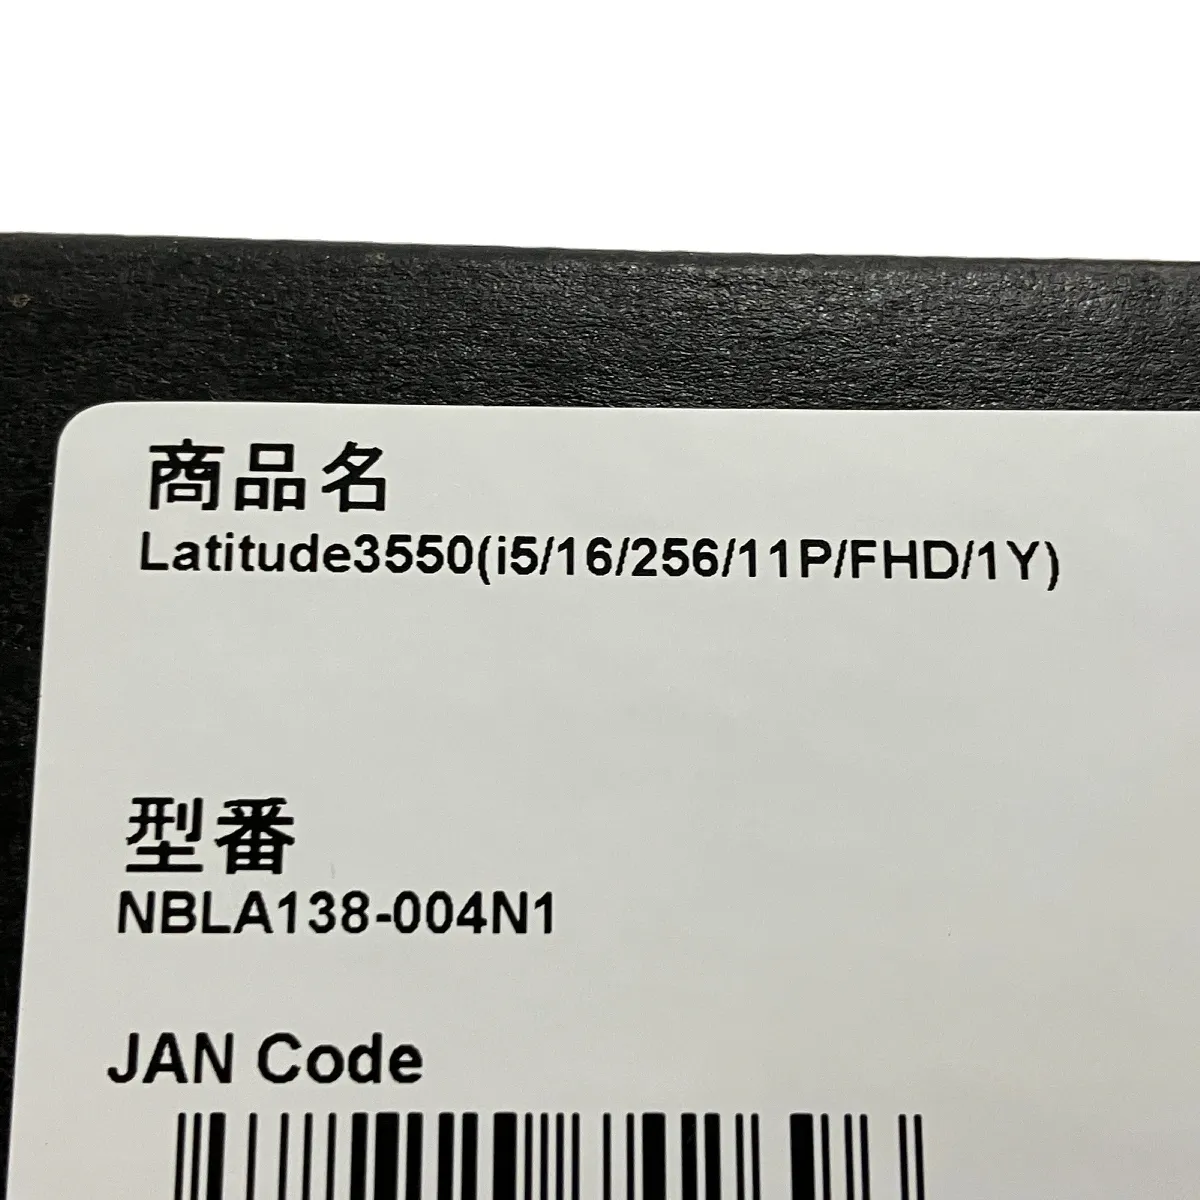 商品名
Latitude3550(i5/16/256/11P/FHD/1Y)
型番
NBLA138-004N1
JAN Code